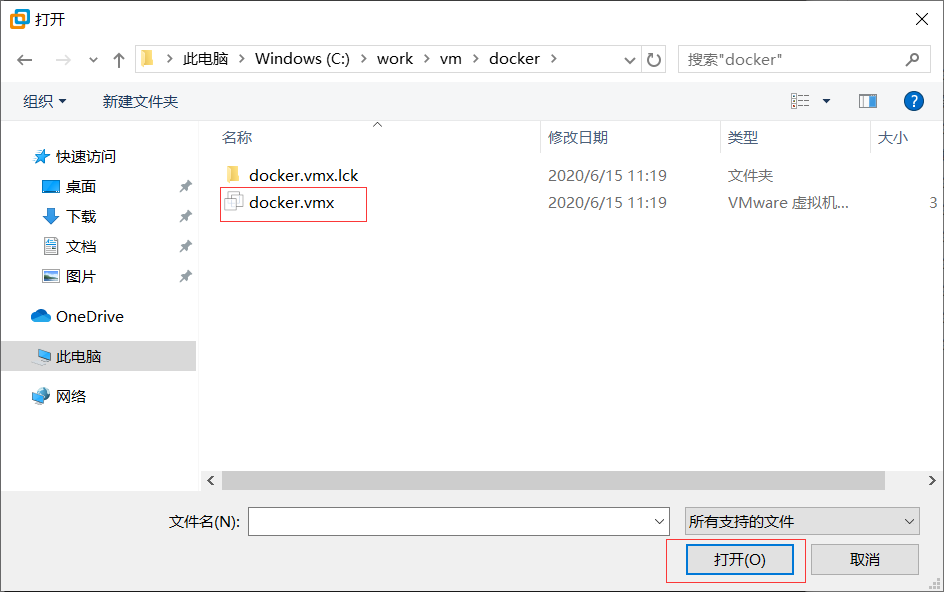 打开
此电脑 Windows (C:) work vm docker
搜索"docker"
组织 新建文件夹
名称 修改日期 类型 大小
快速访问
桌面
下载
文档
图片
OneDrive
此电脑
网络
docker.vmx.lck 2020/6/15 11:19 文件夹
docker.vmx 2020/6/15 11:19 VMware 虚拟机... 3
文件名(N): 所有支持的文件
打开(O) 取消